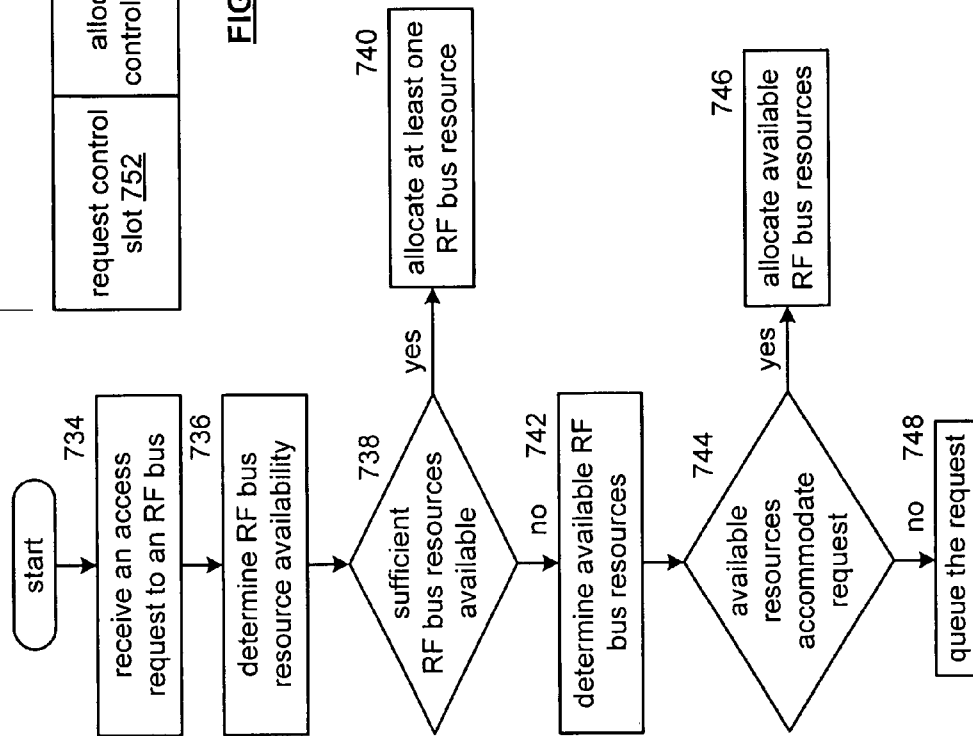 start
734
receive an access
request to an RF bus
736
determine RF bus
resource availability
738
sufficient
RF bus resources
available
yes
740
allocate at least one
RF bus resource
no
742
determine available RF
bus resources
744
available
resources
accommodate
request
yes
746
allocate available
RF bus resources
no
748
queue the request
request control
slot 752
control
FIG